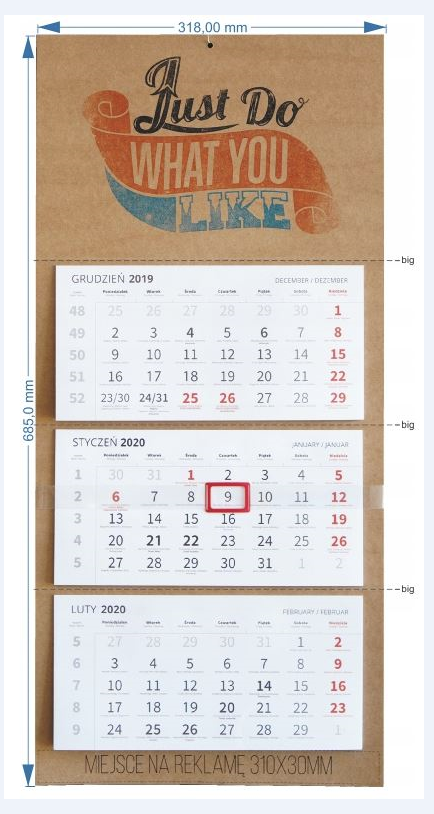 318,00 mm
Just Do
WHAT YOU
LIKE
big
GRUDZIEŃ 2019 DECEMBER / DEZEMBER
Poniedziałek Wtorek Środa Czwartek Piątek Sobota Niedziela
48 25 26 27 28 29 30 1
49 2 3 4 5 6 7 8
50 9 10 11 12 13 14 15
51 16 17 18 19 20 21 22
52 23/30 24/31 25 26 27 28 29
685,0 mm
big
STYCZEŃ 2020 JANUARY / JANUAR
Poniedziałek Wtorek Środa Czwartek Piątek Sobota Niedziela
1 30 31 1 2 3 4 5
2 6 7 8 9 10 11 12
3 13 14 15 16 17 18 19
4 20 21 22 23 24 25 26
5 27 28 29 30 31 1 2
big
LUTY 2020 FEBRUARY / FEBRUAR
Poniedziałek Wtorek Środa Czwartek Piątek Sobota Niedziela
5 27 28 29 30 31 1 2
6 3 4 5 6 7 8 9
7 10 11 12 13 14 15 16
8 17 18 19 20 21 22 23
9 24 25 26 27 28 29 1
MIEJSCE NA REKLAMĘ 310X30MM